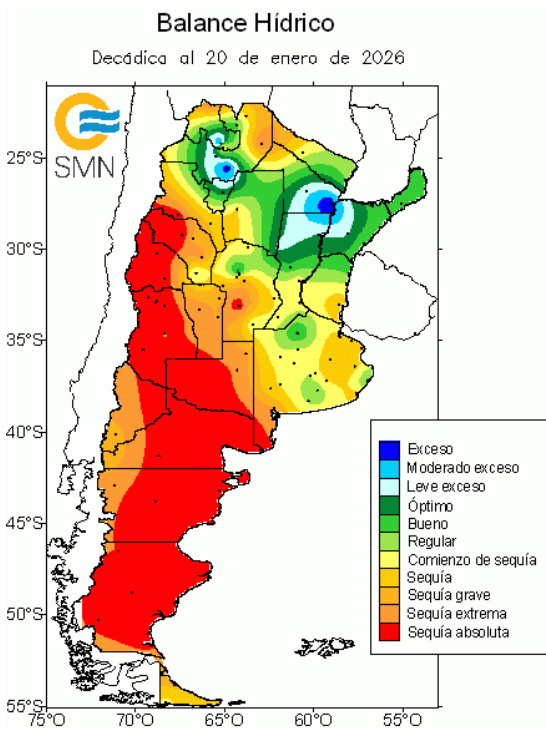 Balance Hídrico
Decádica al 20 de enero de 2026
SMN
25°S
30°S
35°S
40°S
45°S
50°S
55°S
75°O
70°O
65°O
60°O
55°O
Exceso
Moderado exceso
Leve exceso
Óptimo
Bueno
Regular
Comienzo de sequía
Sequía
Sequía grave
Sequía extrema
Sequía absoluta